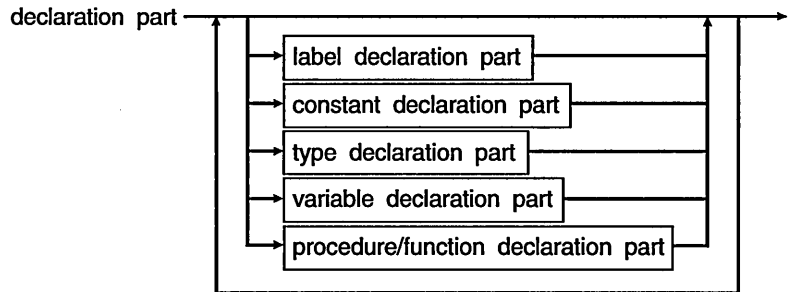 declaration part
label declaration part
constant declaration part
type declaration part
variable declaration part
procedure/function declaration part